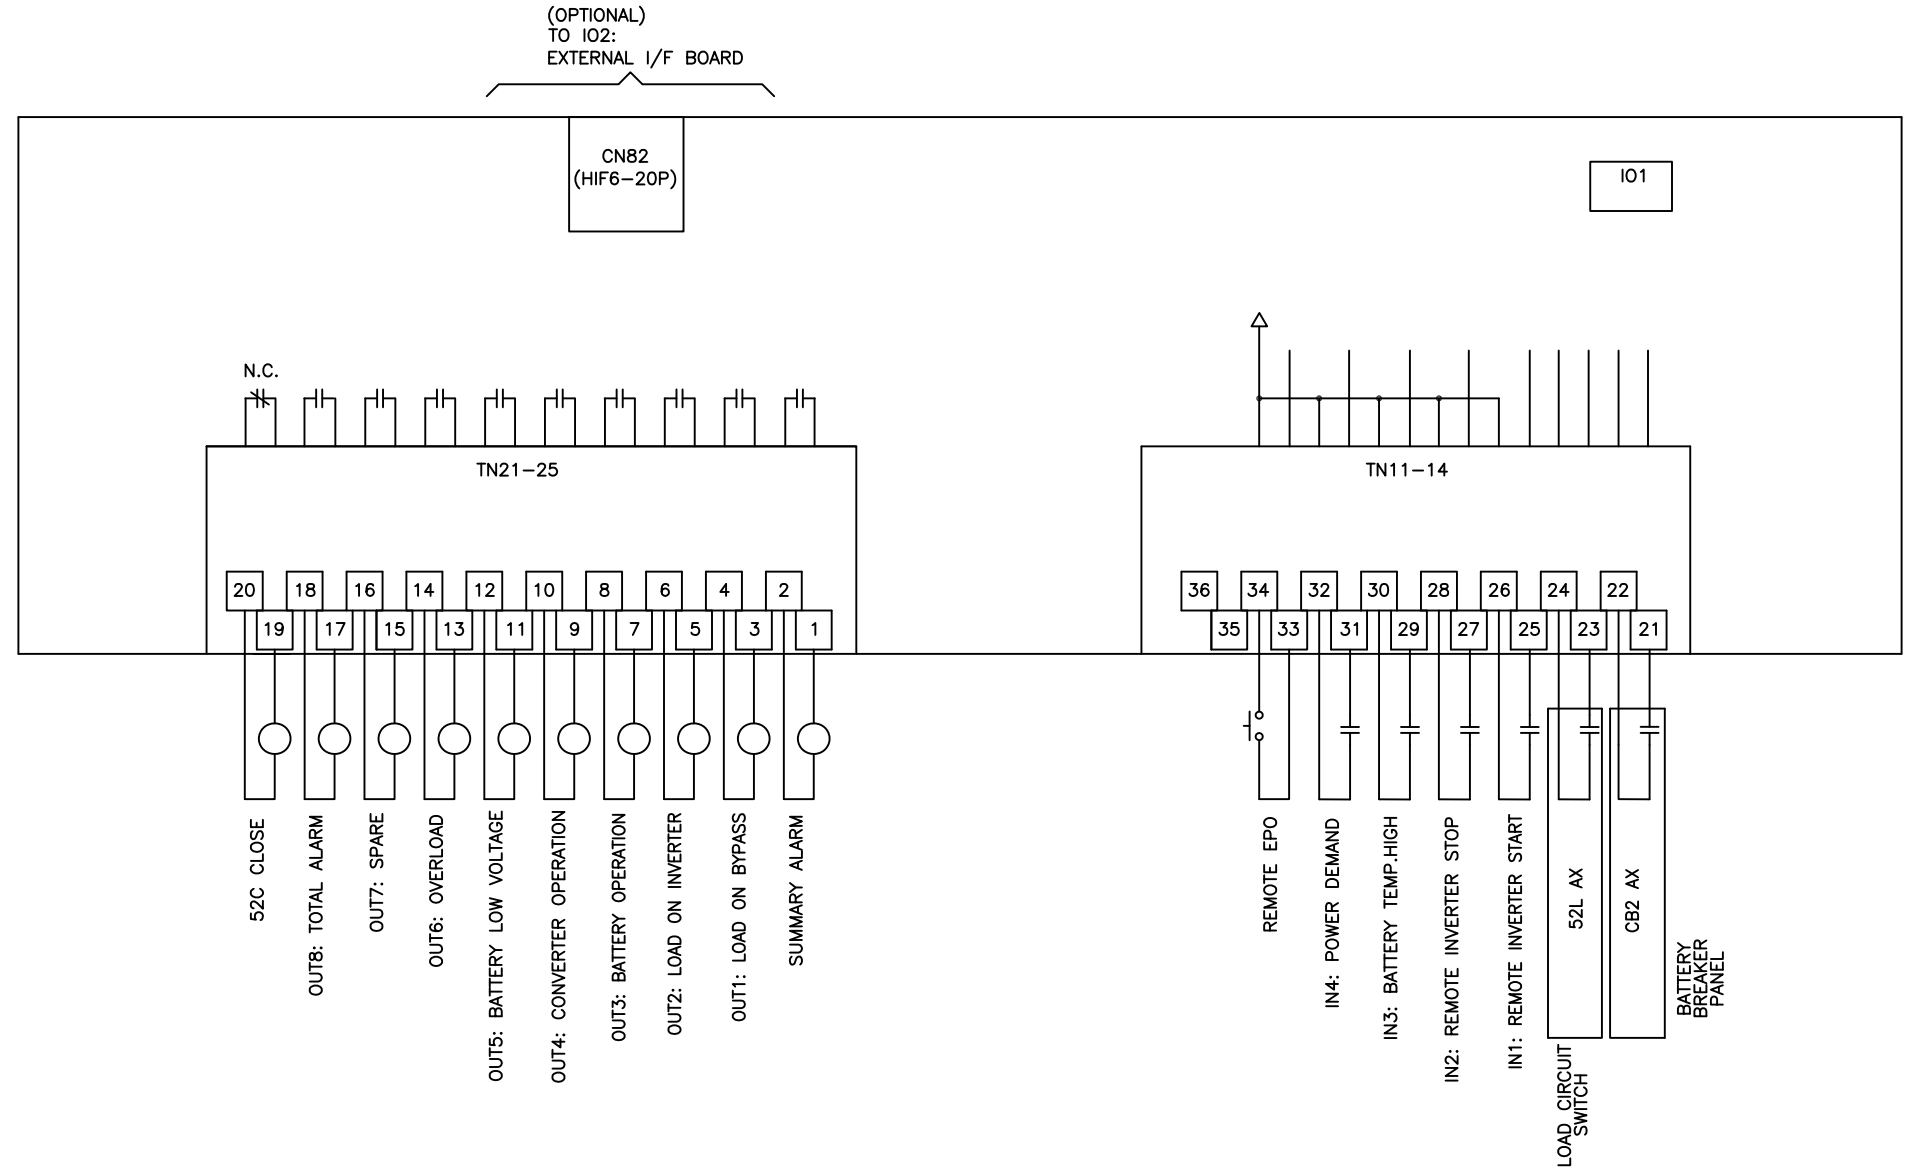 (OPTIONAL)
TO IO2:
EXTERNAL I/F BOARD
CN82
(HIF6-20P)
IO1
N.C.
TN21-25
TN11-14
20 18 16 14 12 10 8 6 4 2
19 17 15 13 11 9 7 5 3 1
36 34 32 30 28 26 24 22
35 33 31 29 27 25 23 21
52C CLOSE
OUT8: TOTAL ALARM
OUT7: SPARE
OUT6: OVERLOAD
OUT5: BATTERY LOW VOLTAGE
OUT4: CONVERTER OPERATION
OUT3: BATTERY OPERATION
OUT2: LOAD ON INVERTER
OUT1: LOAD ON BYPASS
SUMMARY ALARM
REMOTE EPO
IN4: POWER DEMAND
IN3: BATTERY TEMP.HIGH
IN2: REMOTE INVERTER STOP
IN1: REMOTE INVERTER START
52L AX
LOAD CIRCUIT
SWITCH
CB2 AX
BATTERY
BREAKER
PANEL